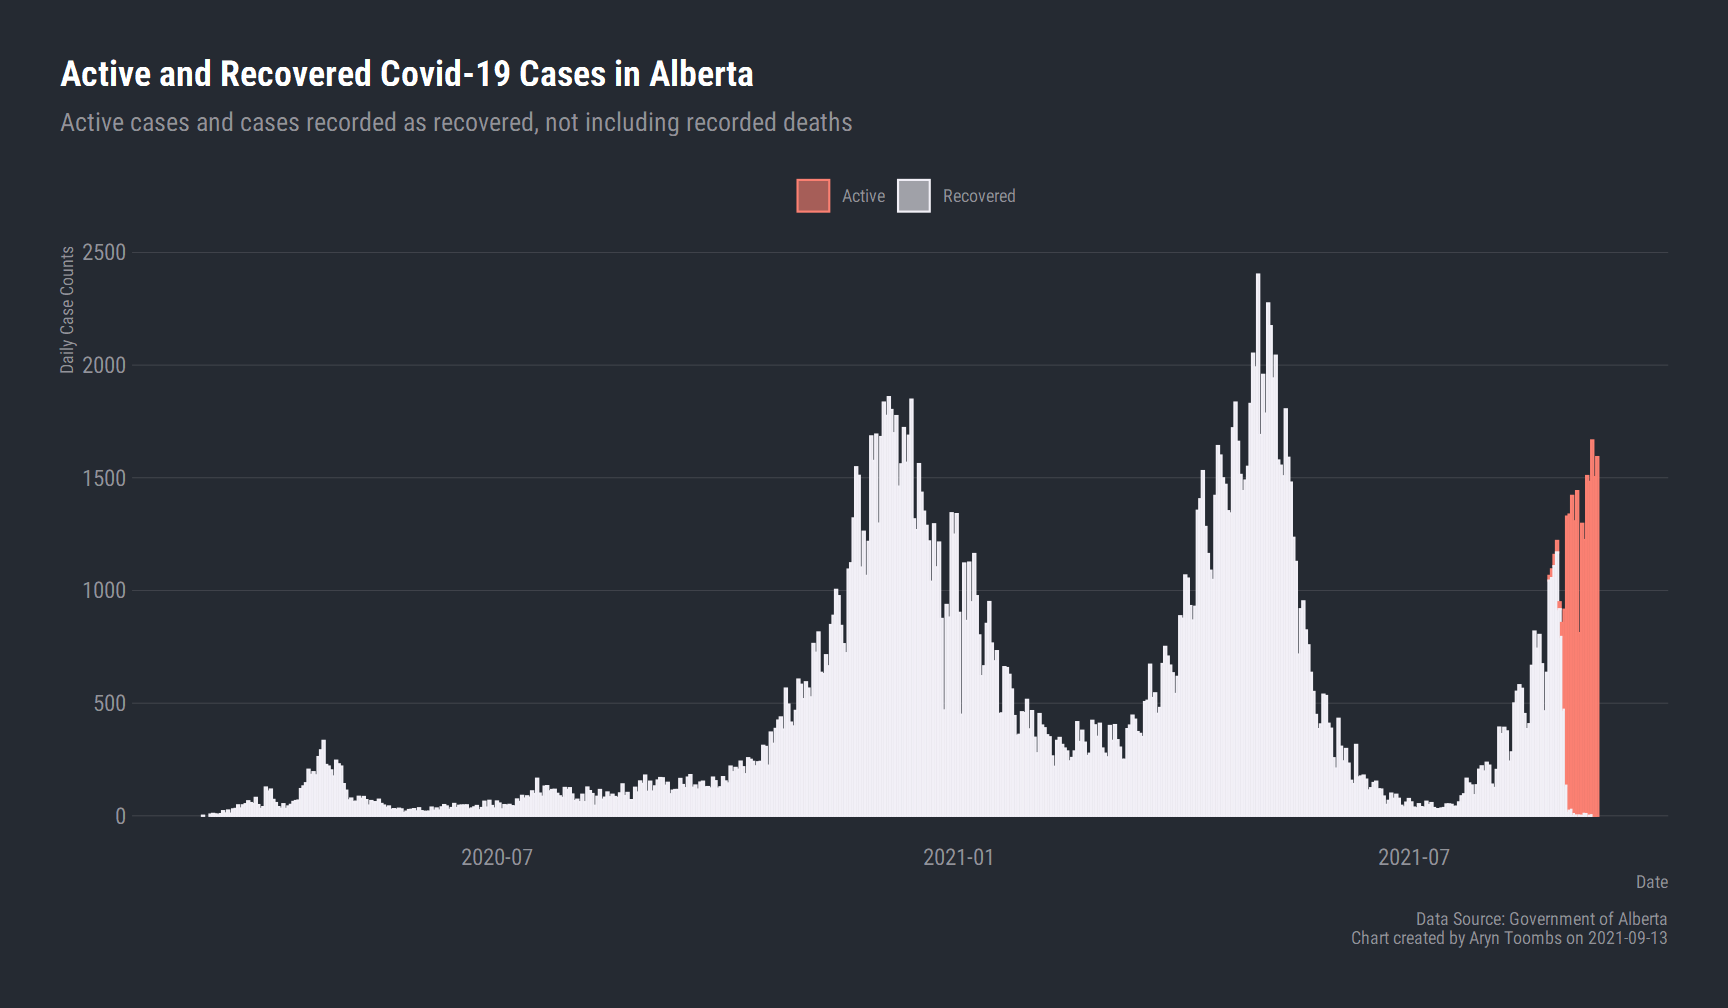 Active and Recovered Covid-19 Cases in Alberta
Active cases and cases recorded as recovered, not including recorded deaths
Active
Recovered
Daily Case Counts
2500
2000
1500
1000
500
0
2020-07
2021-01
2021-07
Date
Data Source: Government of Alberta
Chart created by Aryn Toombs on 2021-09-13